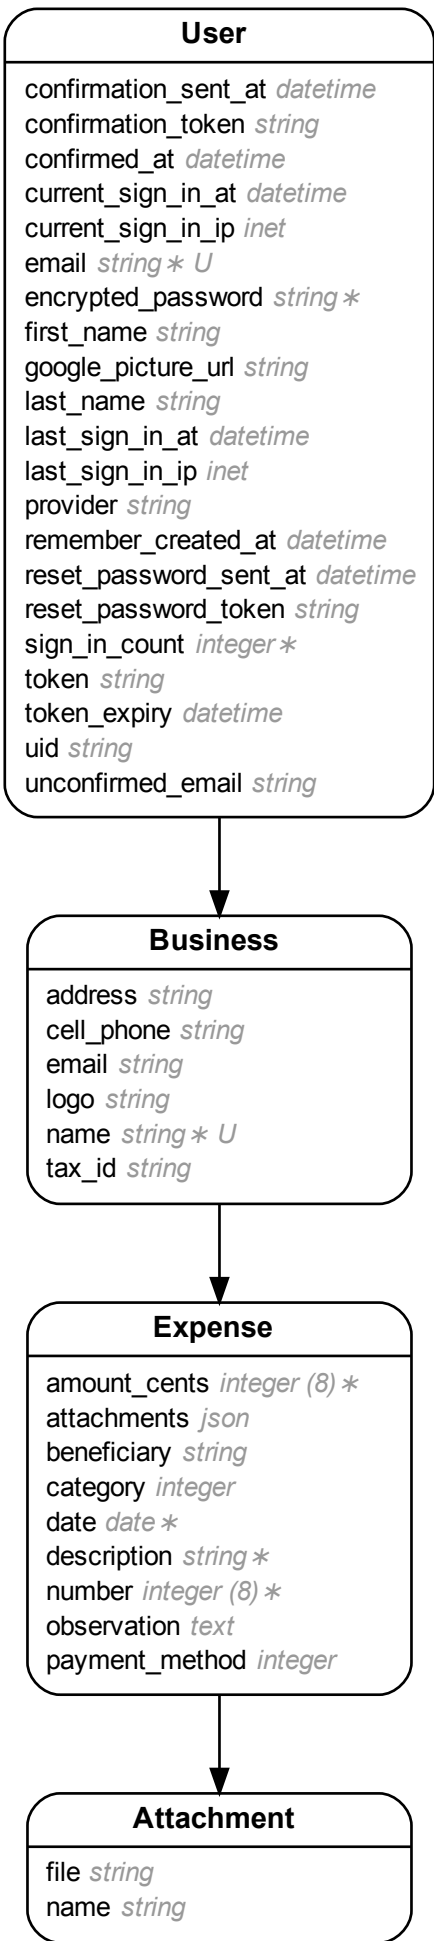 User
confirmation_sent_at datetime
confirmation_token string
confirmed_at datetime
current_sign_in_at datetime
current_sign_in_ip inet
email string ∗ U
encrypted_password string ∗
first_name string
google_picture_url string
last_name string
last_sign_in_at datetime
last_sign_in_ip inet
provider string
remember_created_at datetime
reset_password_sent_at datetime
reset_password_token string
sign_in_count integer ∗
token string
token_expiry datetime
uid string
unconfirmed_email string
Business
address string
cell_phone string
email string
logo string
name string ∗ U
tax_id string
Expense
amount_cents integer (8) ∗
attachments json
beneficiary string
category integer
date date ∗
description string ∗
number integer (8) ∗
observation text
payment_method integer
Attachment
file string
name string